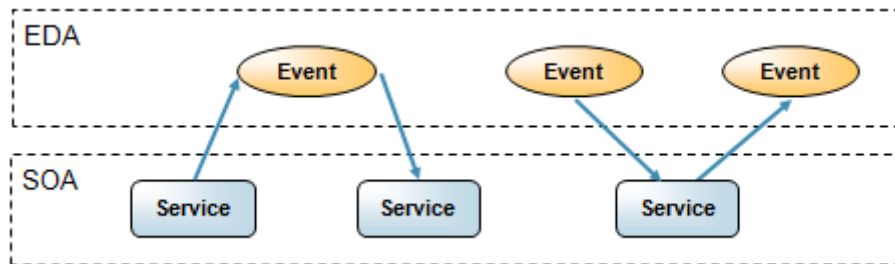 EDA
Event
Event
Event
SOA
Service
Service
Service